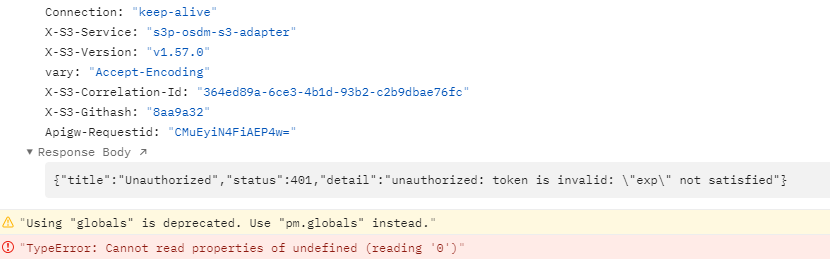 Connection: "keep-alive"
X-S3-Service: "s3p-osdm-s3-adapter"
X-S3-Version: "v1.57.0"
vary: "Accept-Encoding"
X-S3-Correlation-Id: "364ed89a-6ce3-4b1d-93b2-c2b9dbae76fc"
X-S3-Githash: "8aa9a32"
Apigw-Requestid: "CMuEyiN4FiAEP4w="
Response Body
{"title":"Unauthorized","status":401,"detail":"unauthorized: token is invalid: \"exp\" not satisfied"}
"Using "globals" is deprecated. Use "pm.globals" instead."
"TypeError: Cannot read properties of undefined (reading '0')"